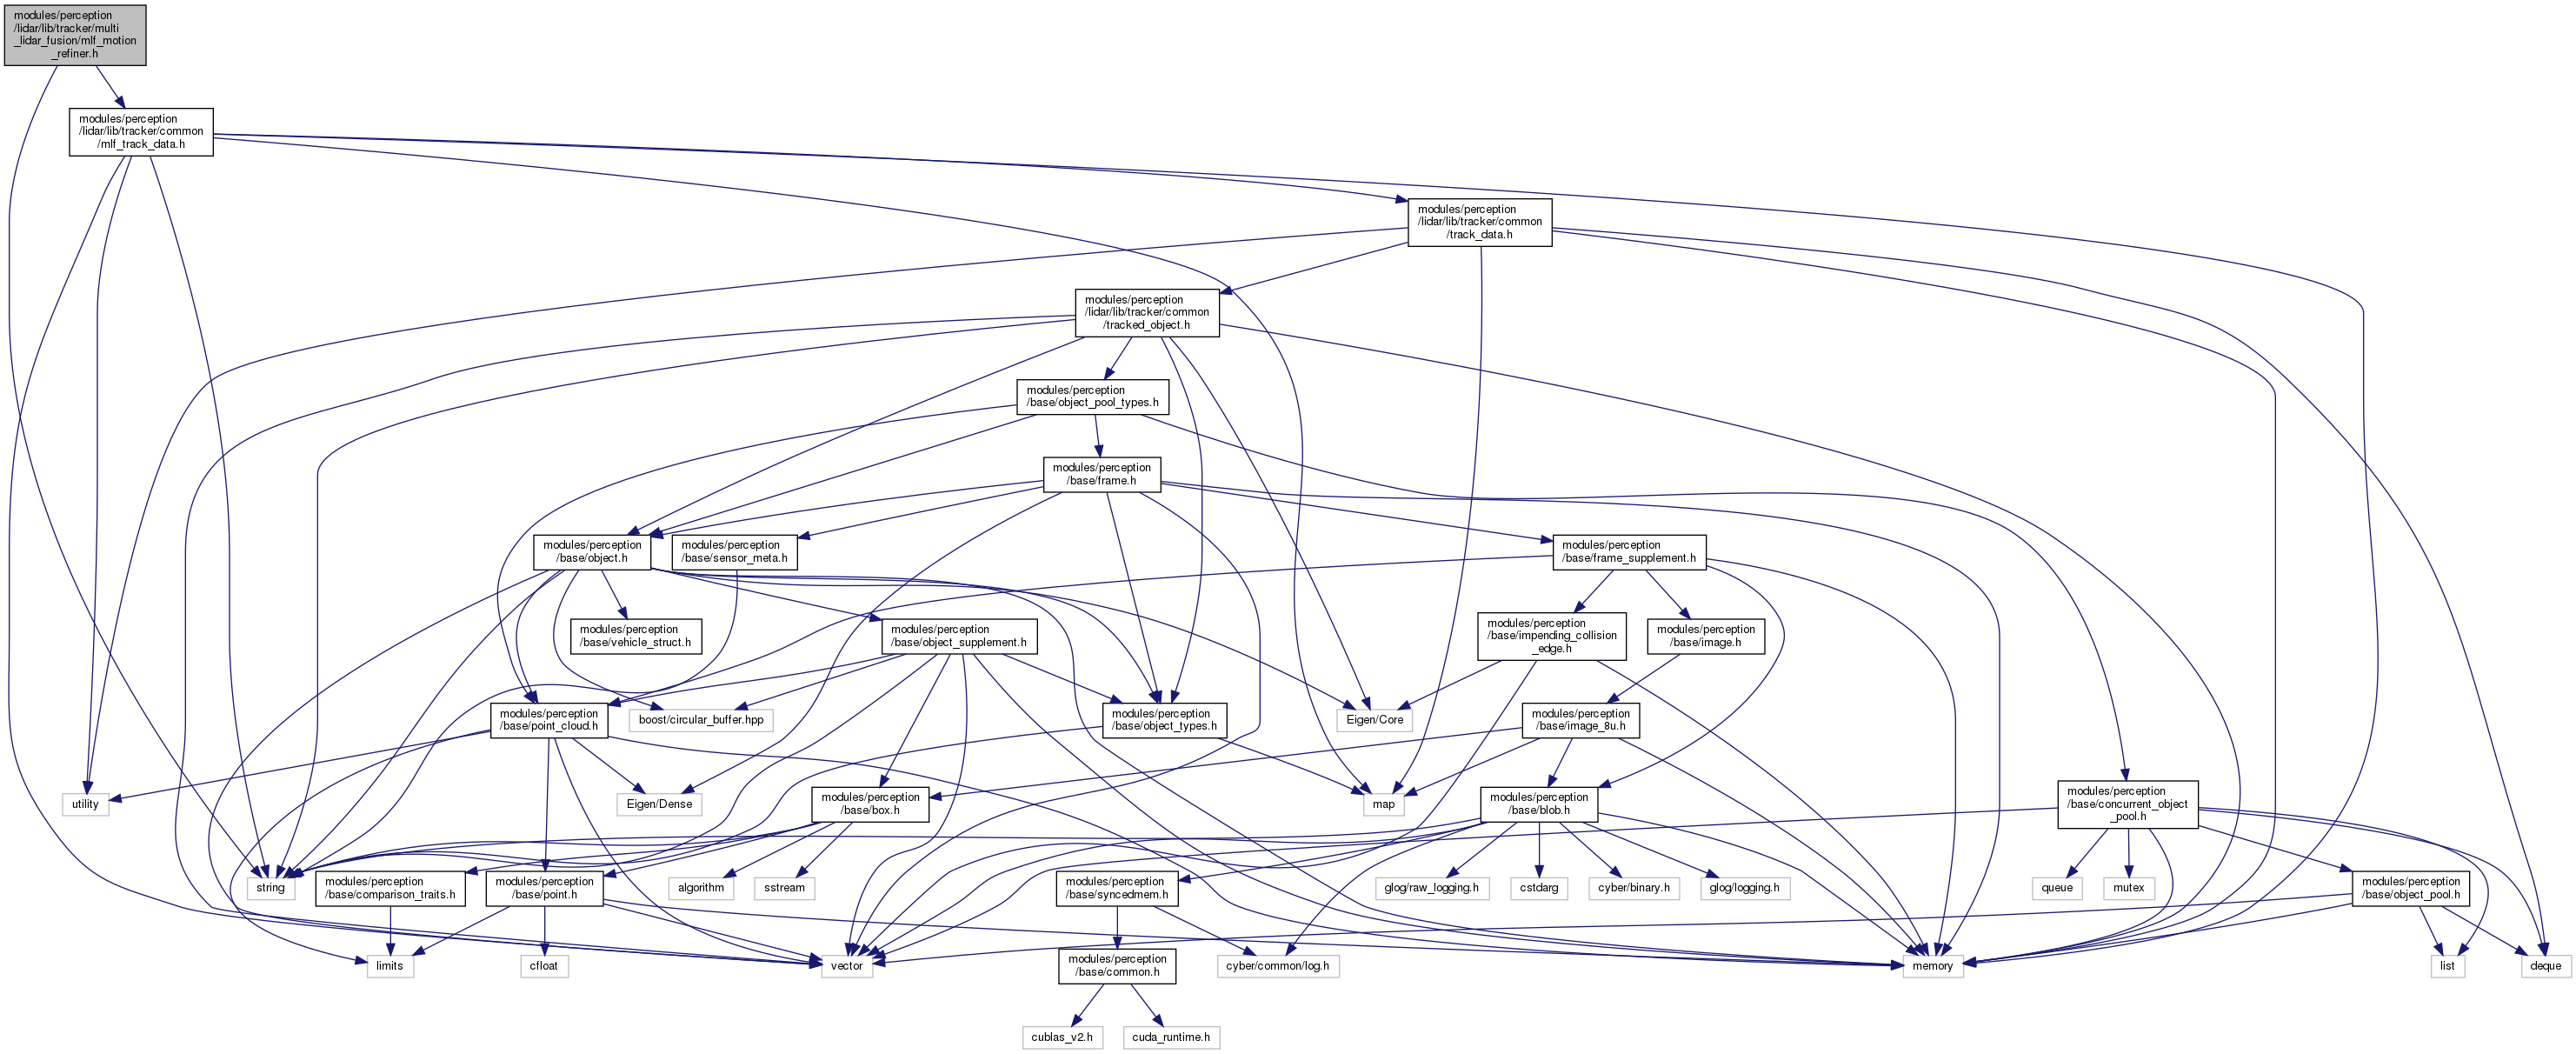 modules/perception
/lidar/lib/tracker/multi
_lidar_fusion/mlf_motion
_refiner.h
modules/perception
/lidar/lib/tracker/common
/mlf_track_data.h
modules/perception
/lidar/lib/tracker/common
/track_data.h
modules/perception
/lidar/lib/tracker/common
/tracked_object.h
modules/perception
/base/object_pool_types.h
modules/perception
/base/frame.h
modules/perception
/base/object.h
modules/perception
/base/sensor_meta.h
modules/perception
/base/frame_supplement.h
modules/perception
/base/vehicle_struct.h
modules/perception
/base/object_supplement.h
modules/perception
/base/impending_collision
_edge.h
modules/perception
/base/image.h
modules/perception
/base/point_cloud.h
boost/circular_buffer.hpp
modules/perception
/base/object_types.h
Eigen/Core
modules/perception
/base/image_8u.h
utility
Eigen/Dense
modules/perception
/base/box.h
map
modules/perception
/base/blob.h
modules/perception
/base/concurrent_object
_pool.h
string
modules/perception
/base/comparison_traits.h
modules/perception
/base/point.h
algorithm
sstream
modules/perception
/base/syncedmem.h
glog/raw_logging.h
cstdarg
cyber/binary.h
glog/logging.h
queue
mutex
modules/perception
/base/object_pool.h
limits
cfloat
vector
modules/perception
/base/common.h
cyber/common/log.h
memory
list
deque
cublas_v2.h
cuda_runtime.h